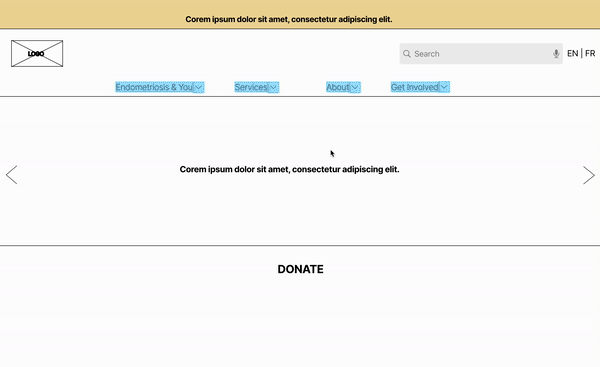 Corem ipsum dolor sit amet, consectetur adipiscing elit.
LOGO
Search
EN | FR
Endometriosis & You
Services
About
Get Involved
Corem ipsum dolor sit amet, consectetur adipiscing elit.
DONATE